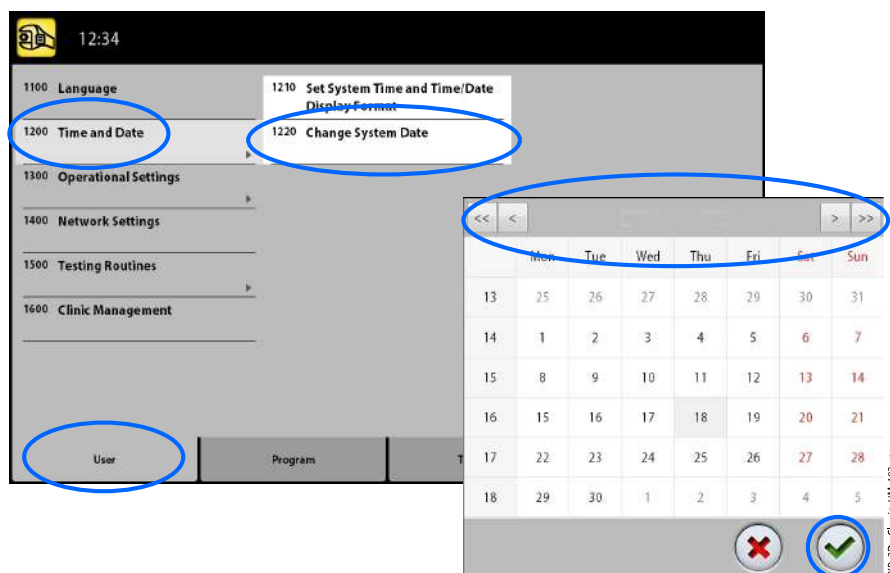 12:34
1100 Language
1200 Time and Date
1300 Operational Settings
1400 Network Settings
1500 Testing Routines
1600 Clinic Management
1210 Set System Time and Time/Date
Display Format
1220 Change System Date
User Program
<< < > >>
Mon Tue Wed Thu Fri Sat Sun
13 25 26 27 28 29 30 31
14 1 2 3 4 5 6 7
15 8 9 10 11 12 13 14
16 15 16 17 18 19 20 21
17 22 23 24 25 26 27 28
18 29 30 1 2 3 4 5